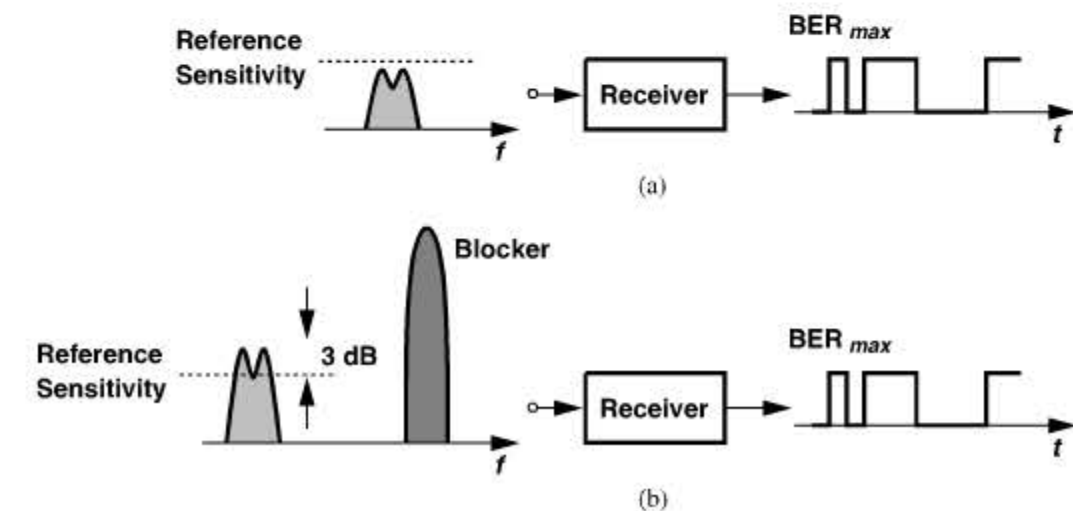 Reference
Sensitivity
f
Receiver
BER max
t
(a)
Blocker
Reference
Sensitivity
3 dB
f
Receiver
BER max
t
(b)